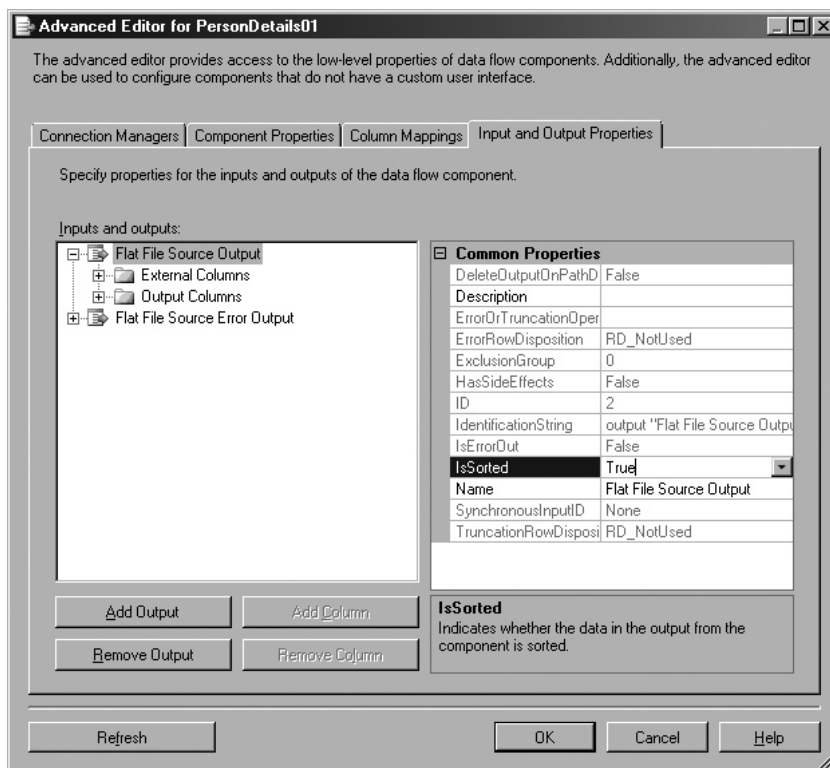 Advanced Editor for PersonDetails01
The advanced editor provides access to the low-level properties of data flow components. Additionally, the advanced editor
can be used to configure components that do not have a custom user interface.
Connection Managers Component Properties Column Mappings Input and Output Properties
Specify properties for the inputs and outputs of the data flow component.
Inputs and outputs:
Flat File Source Output
External Columns
Output Columns
Flat File Source Error Output
Common Properties
DeleteOutputOnPathD False
Description
ErrorOrTruncationOper
ErrorRowDisposition RD_NotUsed
ExclusionGroup 0
HasSideEffects False
ID 2
IdentificationString output "Flat File Source Outpu
IsErrorOut False
IsSorted True
Name Flat File Source Output
SynchronousInputID None
TruncationRowDisposi RD_NotUsed
Add Output Add Column
Remove Output Remove Column
IsSorted
Indicates whether the data in the output from the
component is sorted.
Refresh OK Cancel Help